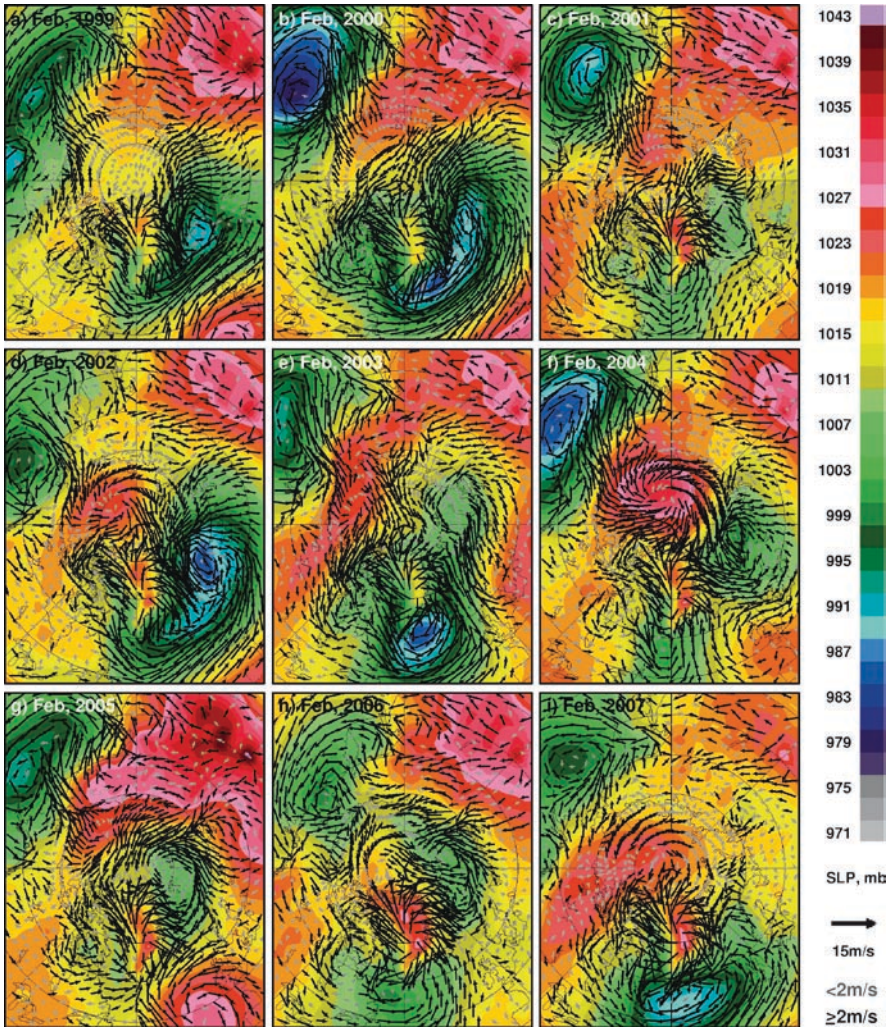 a) Feb, 1999
b) Feb, 2000
c) Feb, 2001
d) Feb, 2002
e) Feb, 2003
f) Feb, 2004
g) Feb, 2005
h) Feb, 2006
i) Feb, 2007
1043
1039
1035
1031
1027
1023
1019
1015
1011
1007
1003
999
995
991
987
983
979
975
971
SLP, mb
15m/s
<2m/s
≥2m/s